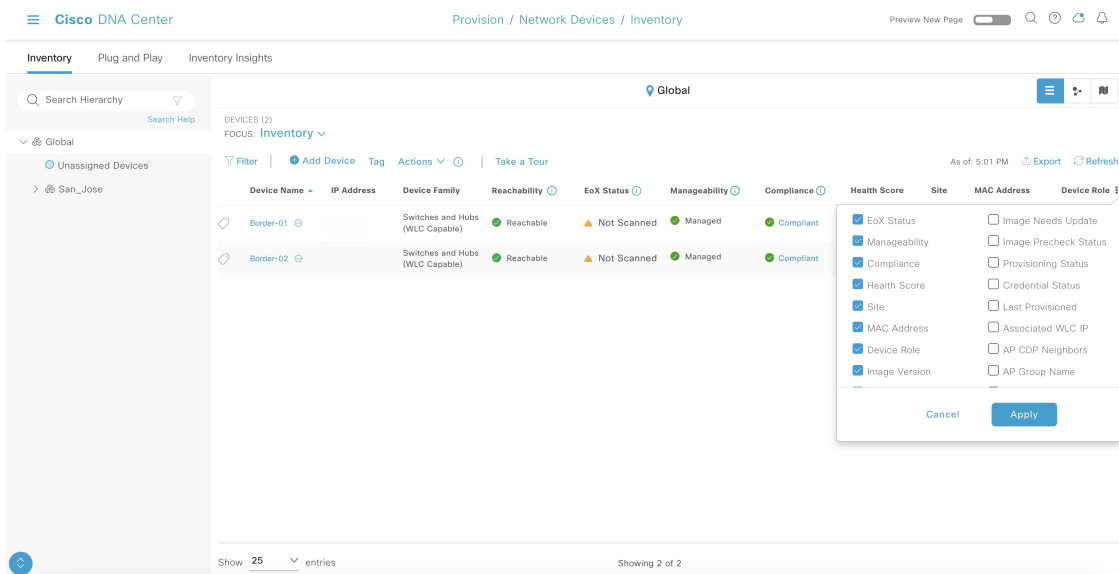 Cisco DNA Center
Provision / Network Devices / Inventory
Preview New Page
Inventory Plug and Play Inventory Insights
Search Hierarchy
Search Help
Global
Unassigned Devices
San_Jose
Global
DEVICES (2)
FOCUS: Inventory
Filter Add Device Tag Actions Take a Tour As of: 5:01 PM Export Refresh
Device Name IP Address Device Family Reachability EoX Status Manageability Compliance Health Score Site MAC Address Device Role
Border-01 Switches and Hubs (WLC Capable) Reachable Not Scanned Managed Compliant
Border-02 Switches and Hubs (WLC Capable) Reachable Not Scanned Managed Compliant
EoX Status Image Needs Update
Manageability Image Precheck Status
Compliance Provisioning Status
Health Score Credential Status
Site Last Provisioned
MAC Address Associated WLC IP
Device Role AP CDP Neighbors
Image Version AP Group Name
Cancel Apply
Show 25 entries Showing 2 of 2